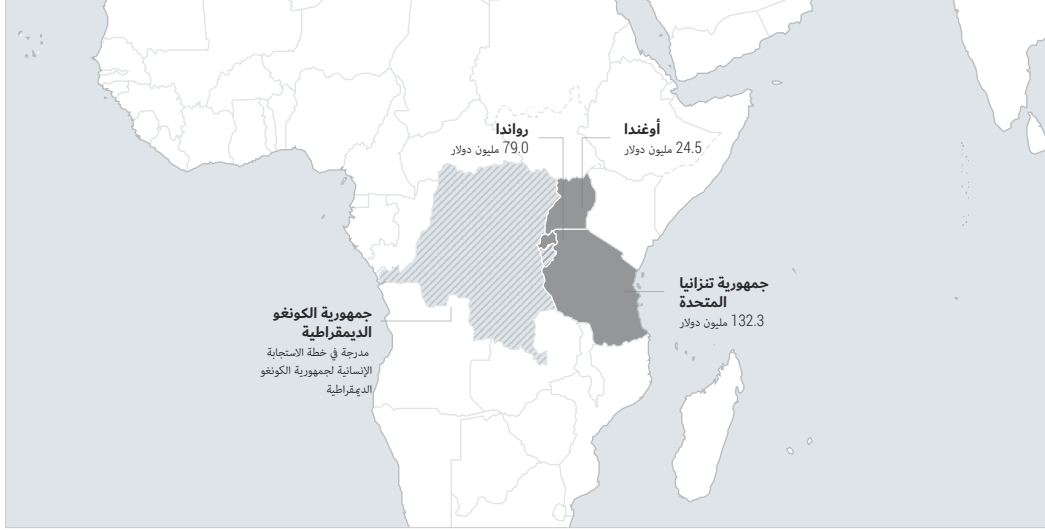 رواندا
79.0 مليون دولار
أوغندا
24.5 مليون دولار
جمهورية تنزانيا
المتحدة
132.3 مليون دولار
جمهورية الكونغو
الديمقراطية
مدرجة في خطة الاستجابة
الإنسانية لجمهورية الكونغو
الديمقراطية